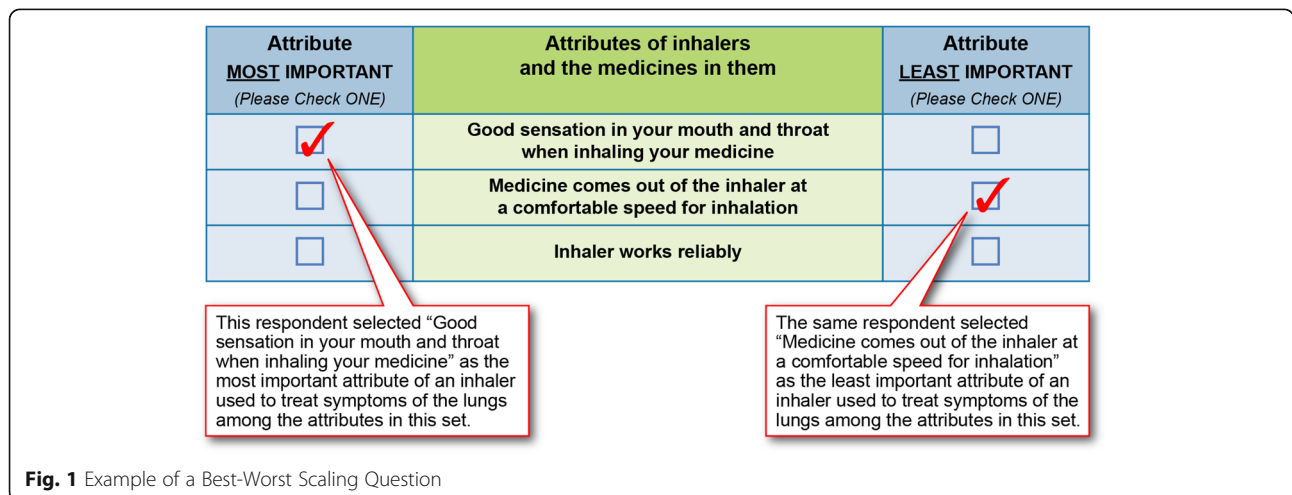 Attribute
MOST IMPORTANT
(Please Check ONE)
Attributes of inhalers
and the medicines in them
Attribute
LEAST IMPORTANT
(Please Check ONE)
Good sensation in your mouth and throat
when inhaling your medicine
Medicine comes out of the inhaler at
a comfortable speed for inhalation
Inhaler works reliably
This respondent selected “Good
sensation in your mouth and throat
when inhaling your medicine” as the
most important attribute of an inhaler
used to treat symptoms of the lungs
among the attributes in this set.
The same respondent selected
“Medicine comes out of the inhaler at
a comfortable speed for inhalation”
as the least important attribute of an
inhaler used to treat symptoms of the
lungs among the attributes in this set.
Fig. 1 Example of a Best-Worst Scaling Question